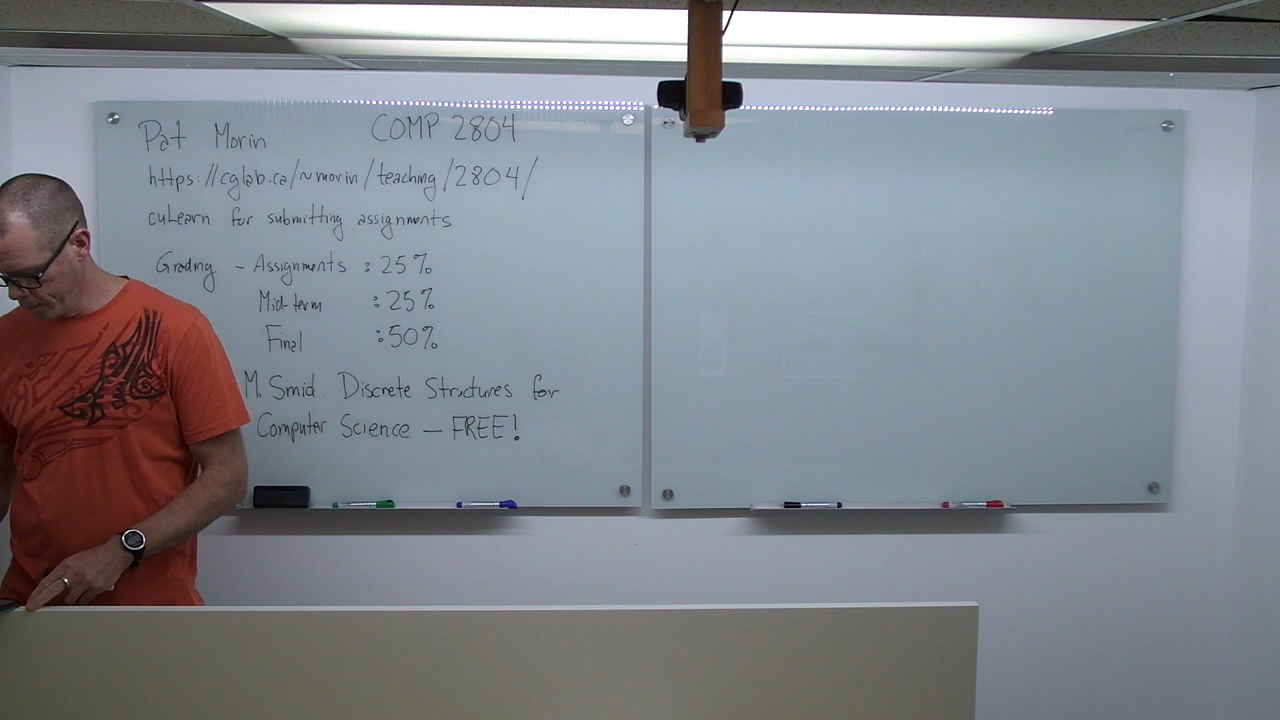 Pat Morin COMP 2804
https://cglab.ca/~morin/teaching/2804/
cuLearn for submitting assignments
Grading - Assignments : 25%
Mid-term : 25%
Final : 50%
M. Smid. Discrete Structures for
Computer Science — FREE!